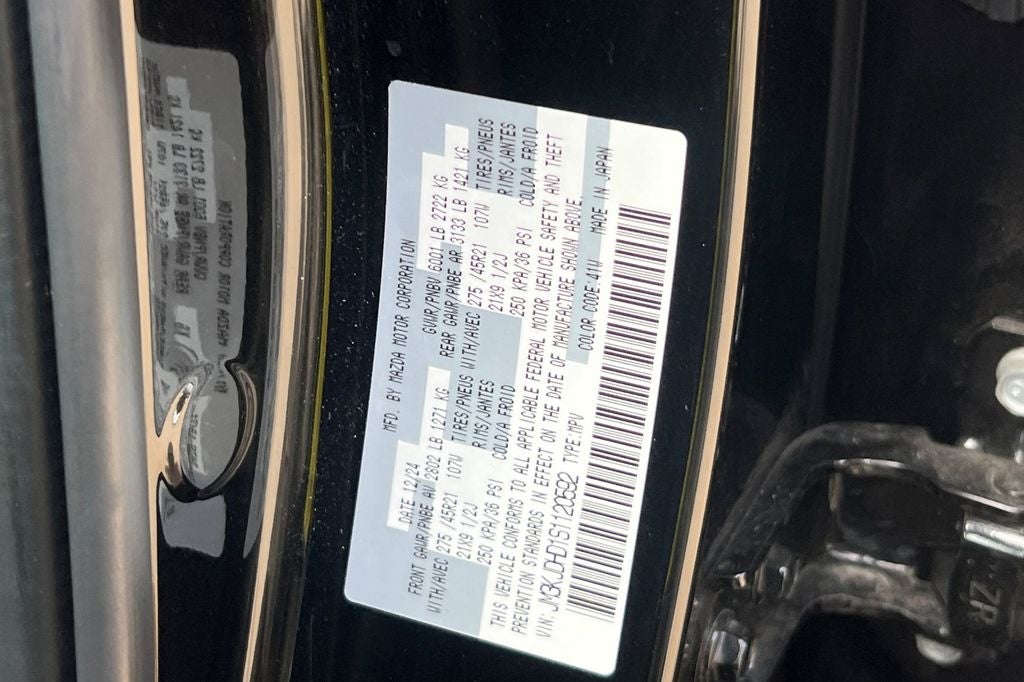 MFD. BY MAZDA MOTOR CORPORATION
DATE 12/24 GVWR/PNBV 6001 LB 2722 KG
FRONT GAWR/PNBE AV 2802 LB 1271 KG REAR GAWR/PNBE AR 3133 LB 1421 KG
WITH/AVEC 275 /45R21 107W TIRES/PNEUS WITH/AVEC 275 /45R21 107W TIRES/PNEUS
21X9 1/2J RIMS/JANTES 21X9 1/2J RIMS/JANTES
250 KPA/36 PSI COLD/A FROID 250 KPA/36 PSI COLD/A FROID
THIS VEHICLE CONFORMS TO ALL APPLICABLE FEDERAL MOTOR VEHICLE SAFETY AND THEFT
PREVENTION STANDARDS IN EFFECT ON THE DATE OF MANUFACTURE SHOWN ABOVE.
VIN:JM3KJDHD1S1120592 TYPE:MPV COLOR CODE:41W MADE IN JAPAN
ZP